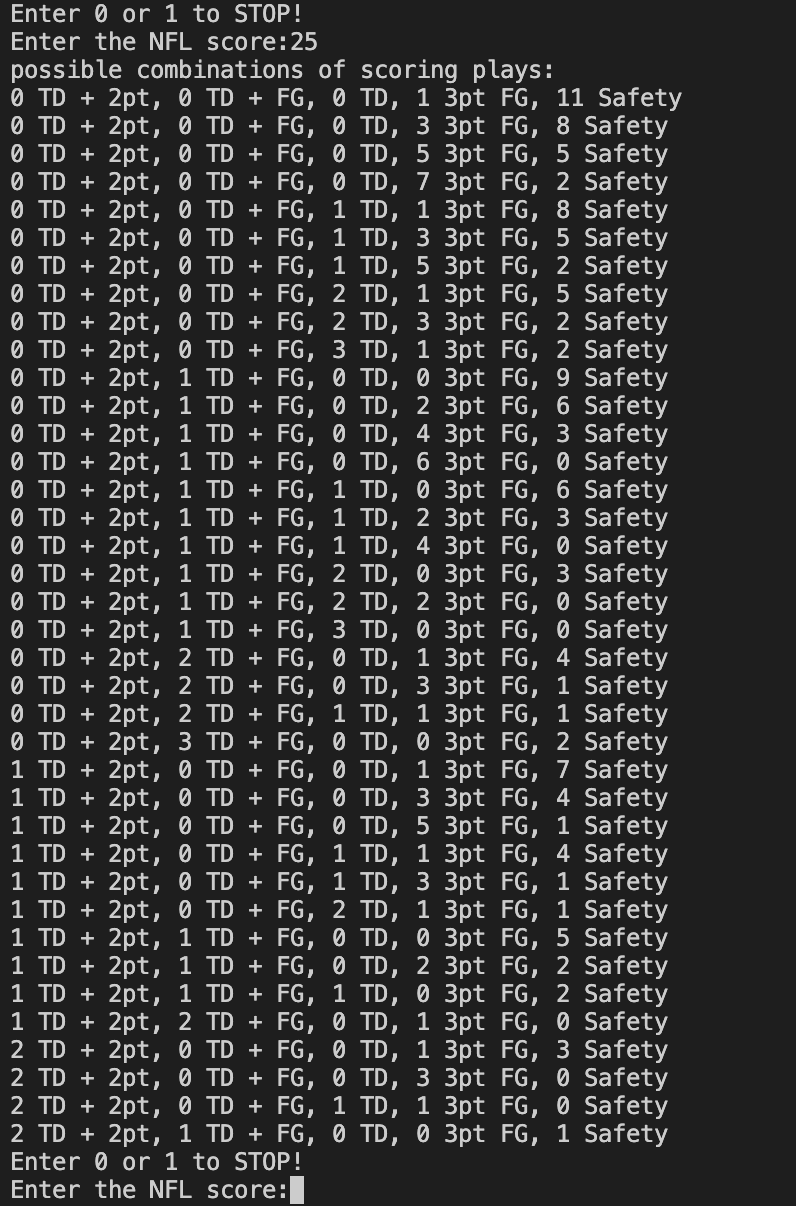 Enter 0 or 1 to STOP!
Enter the NFL score:25
possible combinations of scoring plays:
0 TD + 2pt, 0 TD + FG, 0 TD, 1 3pt FG, 11 Safety
0 TD + 2pt, 0 TD + FG, 0 TD, 3 3pt FG, 8 Safety
0 TD + 2pt, 0 TD + FG, 0 TD, 5 3pt FG, 5 Safety
0 TD + 2pt, 0 TD + FG, 0 TD, 7 3pt FG, 2 Safety
0 TD + 2pt, 0 TD + FG, 1 TD, 1 3pt FG, 8 Safety
0 TD + 2pt, 0 TD + FG, 1 TD, 3 3pt FG, 5 Safety
0 TD + 2pt, 0 TD + FG, 1 TD, 5 3pt FG, 2 Safety
0 TD + 2pt, 0 TD + FG, 2 TD, 1 3pt FG, 5 Safety
0 TD + 2pt, 0 TD + FG, 2 TD, 3 3pt FG, 2 Safety
0 TD + 2pt, 0 TD + FG, 3 TD, 1 3pt FG, 2 Safety
0 TD + 2pt, 1 TD + FG, 0 TD, 0 3pt FG, 9 Safety
0 TD + 2pt, 1 TD + FG, 0 TD, 2 3pt FG, 6 Safety
0 TD + 2pt, 1 TD + FG, 0 TD, 4 3pt FG, 3 Safety
0 TD + 2pt, 1 TD + FG, 0 TD, 6 3pt FG, 0 Safety
0 TD + 2pt, 1 TD + FG, 1 TD, 0 3pt FG, 6 Safety
0 TD + 2pt, 1 TD + FG, 1 TD, 2 3pt FG, 3 Safety
0 TD + 2pt, 1 TD + FG, 1 TD, 4 3pt FG, 0 Safety
0 TD + 2pt, 1 TD + FG, 2 TD, 0 3pt FG, 3 Safety
0 TD + 2pt, 1 TD + FG, 2 TD, 2 3pt FG, 0 Safety
0 TD + 2pt, 1 TD + FG, 3 TD, 0 3pt FG, 0 Safety
0 TD + 2pt, 2 TD + FG, 0 TD, 1 3pt FG, 4 Safety
0 TD + 2pt, 2 TD + FG, 0 TD, 3 3pt FG, 1 Safety
0 TD + 2pt, 2 TD + FG, 1 TD, 1 3pt FG, 1 Safety
0 TD + 2pt, 3 TD + FG, 0 TD, 0 3pt FG, 2 Safety
1 TD + 2pt, 0 TD + FG, 0 TD, 1 3pt FG, 7 Safety
1 TD + 2pt, 0 TD + FG, 0 TD, 3 3pt FG, 4 Safety
1 TD + 2pt, 0 TD + FG, 0 TD, 5 3pt FG, 1 Safety
1 TD + 2pt, 0 TD + FG, 1 TD, 1 3pt FG, 4 Safety
1 TD + 2pt, 0 TD + FG, 1 TD, 3 3pt FG, 1 Safety
1 TD + 2pt, 0 TD + FG, 2 TD, 1 3pt FG, 1 Safety
1 TD + 2pt, 1 TD + FG, 0 TD, 0 3pt FG, 5 Safety
1 TD + 2pt, 1 TD + FG, 0 TD, 2 3pt FG, 2 Safety
1 TD + 2pt, 1 TD + FG, 1 TD, 0 3pt FG, 2 Safety
1 TD + 2pt, 2 TD + FG, 0 TD, 1 3pt FG, 0 Safety
2 TD + 2pt, 0 TD + FG, 0 TD, 1 3pt FG, 3 Safety
2 TD + 2pt, 0 TD + FG, 0 TD, 3 3pt FG, 0 Safety
2 TD + 2pt, 0 TD + FG, 1 TD, 1 3pt FG, 0 Safety
2 TD + 2pt, 1 TD + FG, 0 TD, 0 3pt FG, 1 Safety
Enter 0 or 1 to STOP!
Enter the NFL score: